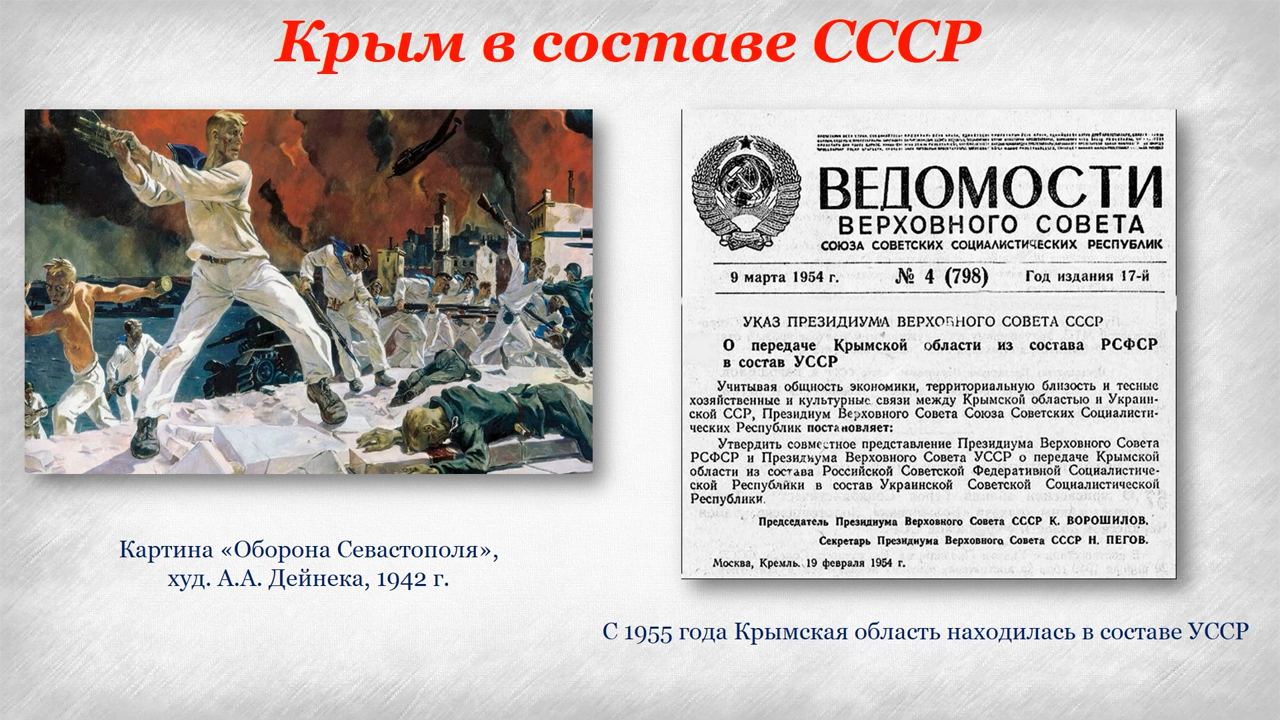 Крым в составе СССР
ВЕДОМОСТИ
ВЕРХОВНОГО СОВЕТА
СОЮЗА СОВЕТСКИХ СОЦИАЛИСТИЧЕСКИХ РЕСПУБЛИК
9 марта 1954 г. № 4 (798) Год издания 17-й
УКАЗ ПРЕЗИДИУМА ВЕРХОВНОГО СОВЕТА СССР
О передаче Крымской области из состава РСФСР
в состав УССР
Учитывая общность экономики, территориальную близость и тесные
хозяйственные и культурные связи между Крымской областью и Украин-
ской ССР, Президиум Верховного Совета Союза Советских Социалисти-
ческих Республик постановляет:
Утвердить совместное представление Президиума Верховного Совета
РСФСР и Президиума Верховного Совета УССР о передаче Крымской
области из состава Российской Советской Федеративной Социалистиче-
ской Республики в состав Украинской Советской Социалистической
Республики.
Председатель Президиума Верховного Совета СССР К. ВОРОШИЛОВ.
Секретарь Президиума Верховного Совета СССР Н. ПЕГОВ.
Москва, Кремль. 19 февраля 1954 г.
Картина «Оборона Севастополя»,
худ. А.А. Дейнека, 1942 г.
С 1955 года Крымская область находилась в составе УССР